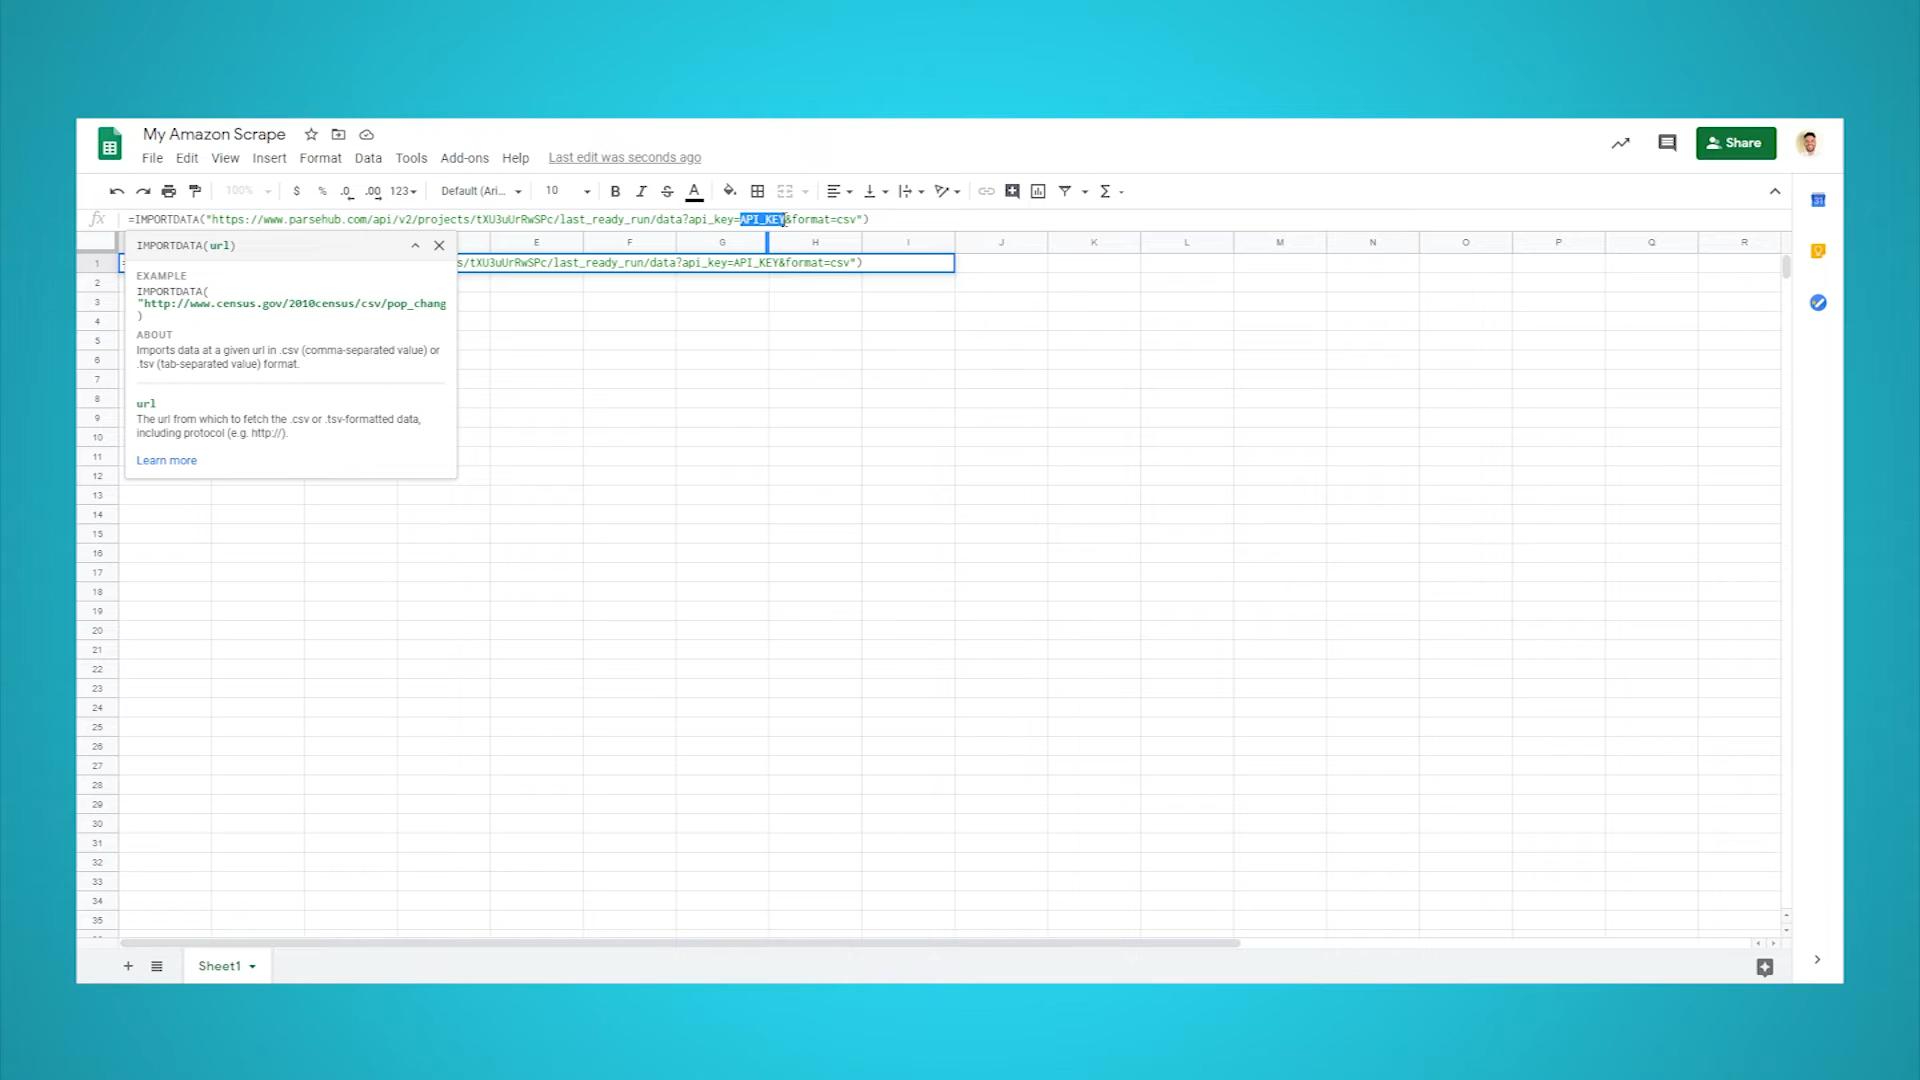 My Amazon Scrape
File Edit View Insert Format Data Tools Add-ons Help Last edit was seconds ago
Share
100% $ % .0 .00 123 Default (Ari... 10 B I S A Σ
31
fx =IMPORTDATA("https://www.parsehub.com/api/v2/projects/tXU3uUrRwSPc/last_ready_run/data?api_key=API_KEY&format=csv")
E F G H I J K L M N O P Q R
1 s/tXU3uUrRwSPc/last_ready_run/data?api_key=API_KEY&format=csv")
IMPORTDATA(url)
EXAMPLE
IMPORTDATA(
"http://www.census.gov/2010census/csv/pop_chang
)
ABOUT
Imports data at a given url in .csv (comma-separated value) or
.tsv (tab-separated value) format.
url
The url from which to fetch the .csv or .tsv-formatted data,
including protocol (e.g. http://).
Learn more
2
3
4
5
6
7
8
9
10
11
12
13
14
15
16
17
18
19
20
21
22
23
24
25
26
27
28
29
30
31
32
33
34
35
Sheet1